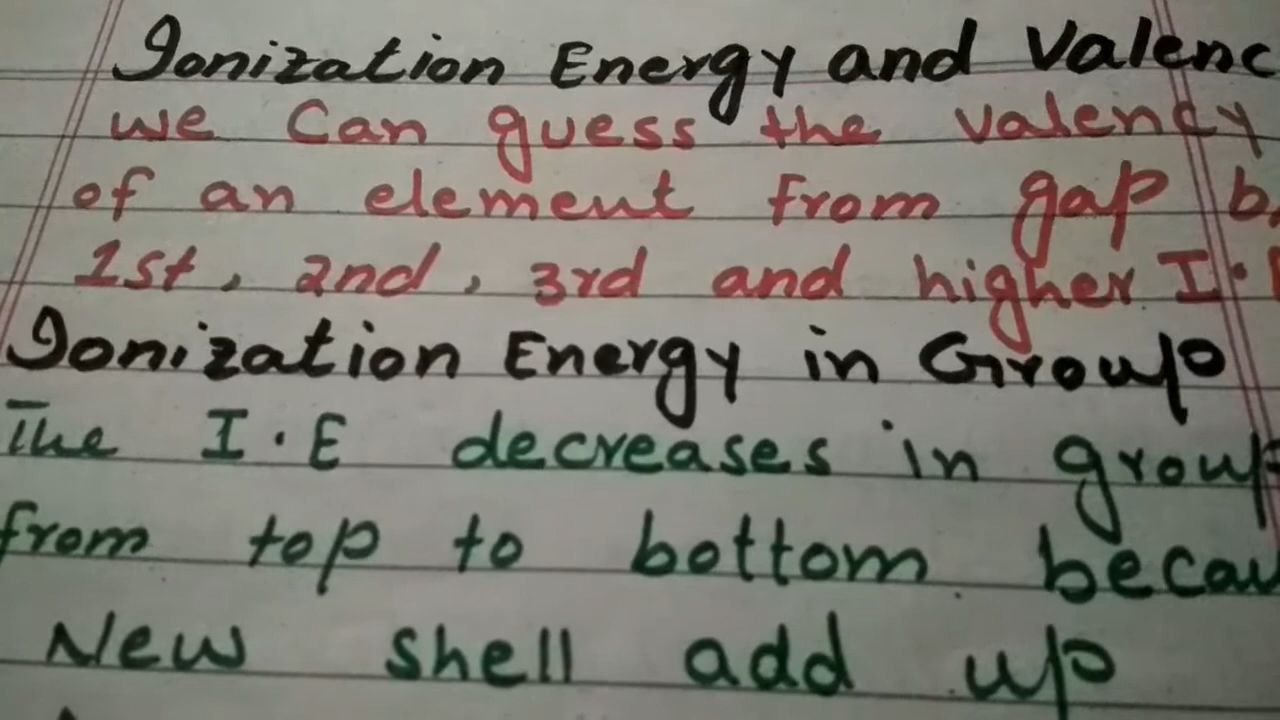 Ionization Energy and Valenc
we can guess the valency
of an element from gap b
1st, 2nd, 3rd and higher I.
Ionization Energy in Group
The I.E decreases in group
from top to bottom becau
New shell add up